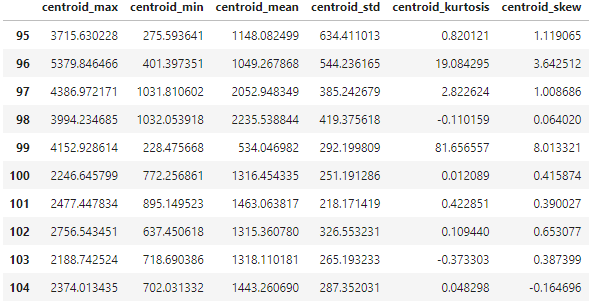 centroid_max centroid_min centroid_mean centroid_std centroid_kurtosis centroid_skew
95 3715.630228 275.593641 1148.082499 634.411013 0.820121 1.119065
96 5379.846466 401.397351 1049.267868 544.236165 19.084295 3.642512
97 4386.972171 1031.810602 2052.948349 385.242679 2.822624 1.008686
98 3994.234685 1032.053918 2235.538844 419.375618 -0.110159 0.064020
99 4152.928614 228.475668 534.046982 292.199809 81.656557 8.013321
100 2246.645799 772.256861 1316.454335 251.191286 0.012089 0.415874
101 2477.447834 895.149523 1463.063817 218.171419 0.422851 0.390027
102 2756.543451 637.450618 1315.360780 326.553231 0.109440 0.653077
103 2188.742524 718.690386 1318.110181 265.193233 -0.373303 0.387399
104 2374.013435 702.031332 1443.260690 287.352031 0.048298 -0.164696